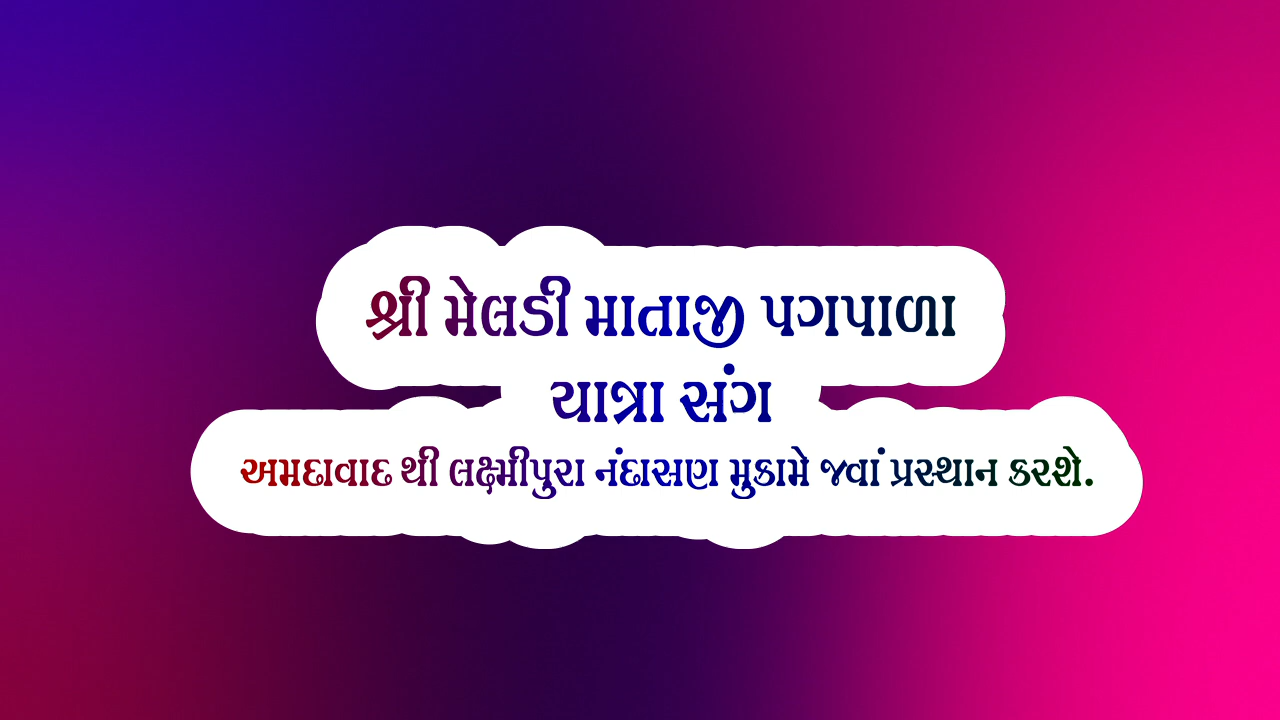 શ્રી મેલડી માતાજી પગપાળા
યાત્રા સંગ
અમદાવાદ થી લક્ષ્મીપુરા નંદાસણ મુકામે જવાં પ્રસ્થાન કરશે.